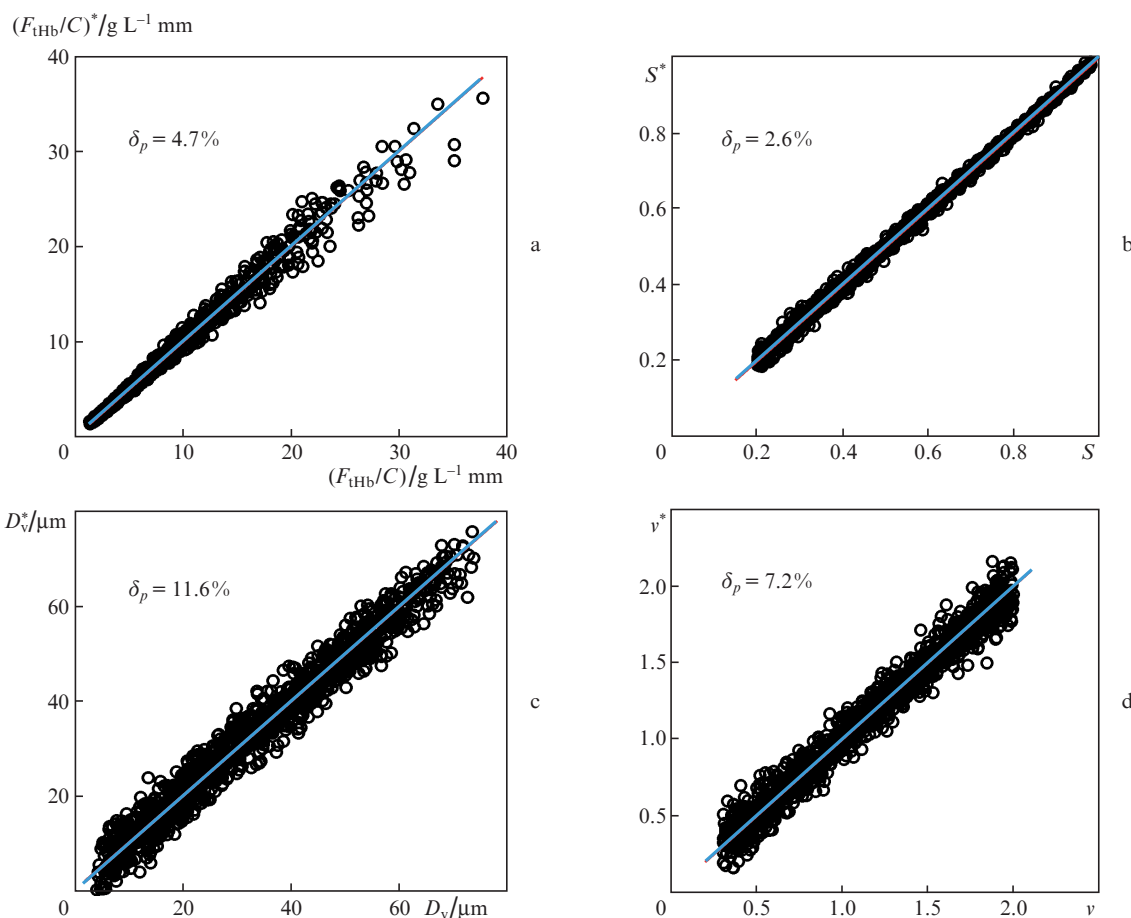 (F_tHb/C)*/g L⁻¹ mm
40
30
20
10
0
10
20
30
40
δ_p = 4.7%
(F_tHb/C)/g L⁻¹ mm
a
S*
0.8
0.6
0.4
0.2
0
0.2
0.4
0.6
0.8
S
δ_p = 2.6%
b
D_v*/μm
60
40
20
0
20
40
60
D_v/μm
δ_p = 11.6%
c
v*
2.0
1.5
1.0
0.5
0
0.5
1.0
1.5
2.0
v
δ_p = 7.2%
d